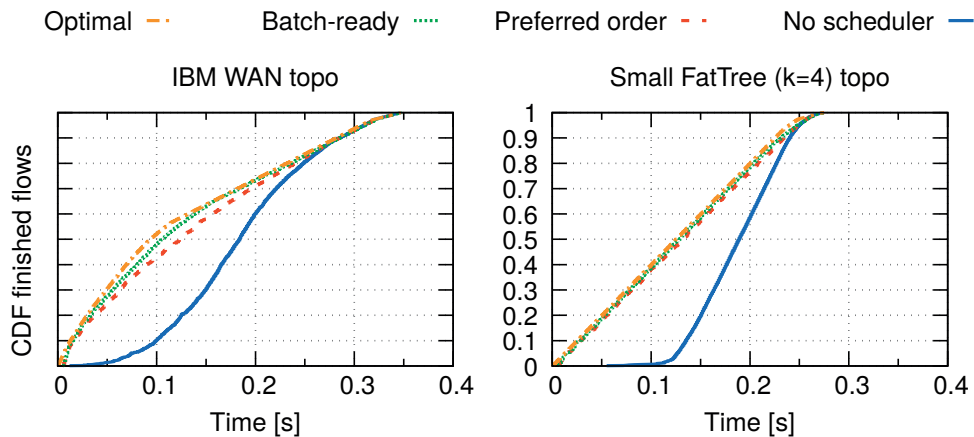 Optimal Batch-ready Preferred order No scheduler
IBM WAN topo Small FatTree (k=4) topo
CDF finished flows
0 0.1 0.2 0.3 0.4
Time [s]
1
0.9
0.8
0.7
0.6
0.5
0.4
0.3
0.2
0.1
0
0 0.1 0.2 0.3 0.4
Time [s]